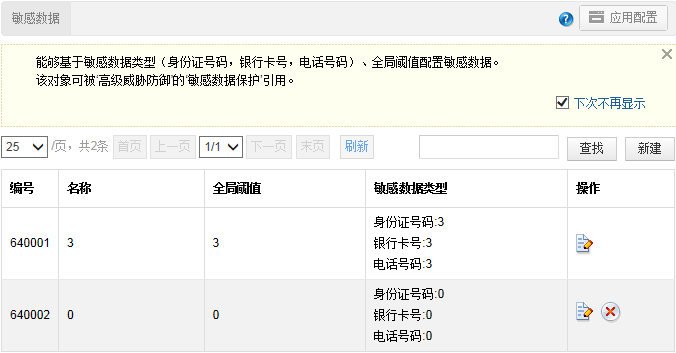 敏感数据
? 应用配置
能够基于敏感数据类型（身份证号码，银行卡号，电话号码）、全局阈值配置敏感数据。
该对象可被‘高级威胁防御’的‘敏感数据保护’引用。
下次不再显示
25 /页，共2条 首页 上一页 1/1 下一页 末页 刷新 查找 新建
编号 名称 全局阈值 敏感数据类型 操作
640001 3 3 身份证号码:3
银行卡号:3
电话号码:3
640002 0 0 身份证号码:0
银行卡号:0
电话号码:0